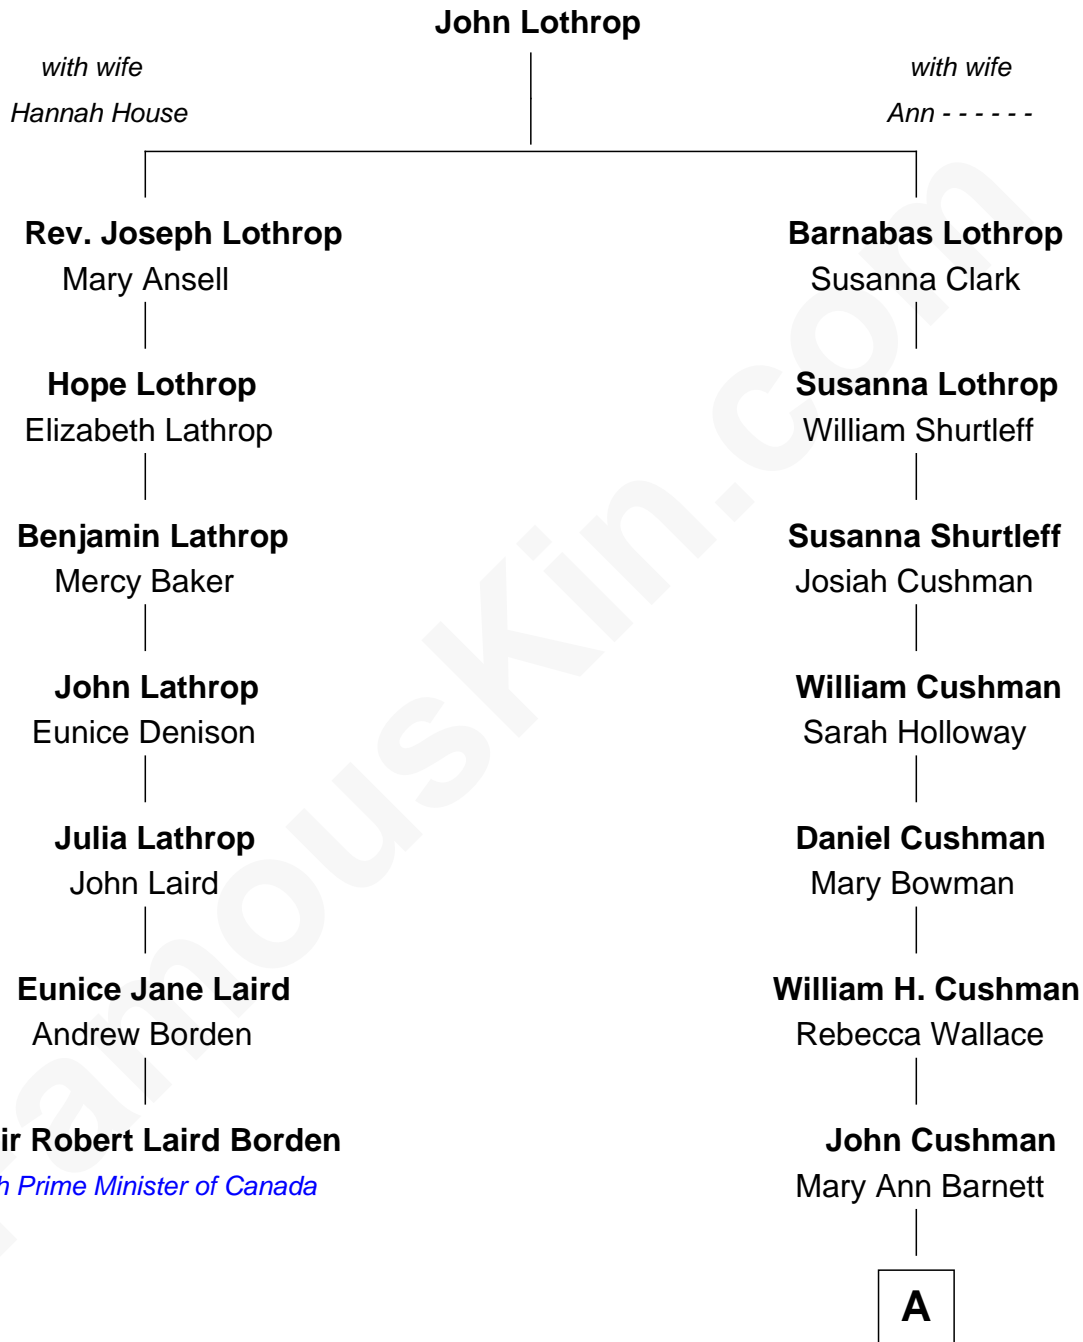 John Lothrop
with wife
Hannah House
with wife
Ann - - - - - -
Rev. Joseph Lothrop
Mary Ansell
Barnabas Lothrop
Susanna Clark
Hope Lothrop
Elizabeth Lathrop
Susanna Lothrop
William Shurtleff
Benjamin Lathrop
Mercy Baker
Susanna Shurtleff
Josiah Cushman
John Lathrop
Eunice Denison
William Cushman
Sarah Holloway
Julia Lathrop
John Laird
Daniel Cushman
Mary Bowman
Eunice Jane Laird
Andrew Borden
William H. Cushman
Rebecca Wallace
ir Robert Laird Borden
h Prime Minister of Canada
John Cushman
Mary Ann Barnett
A
FamousKin.com